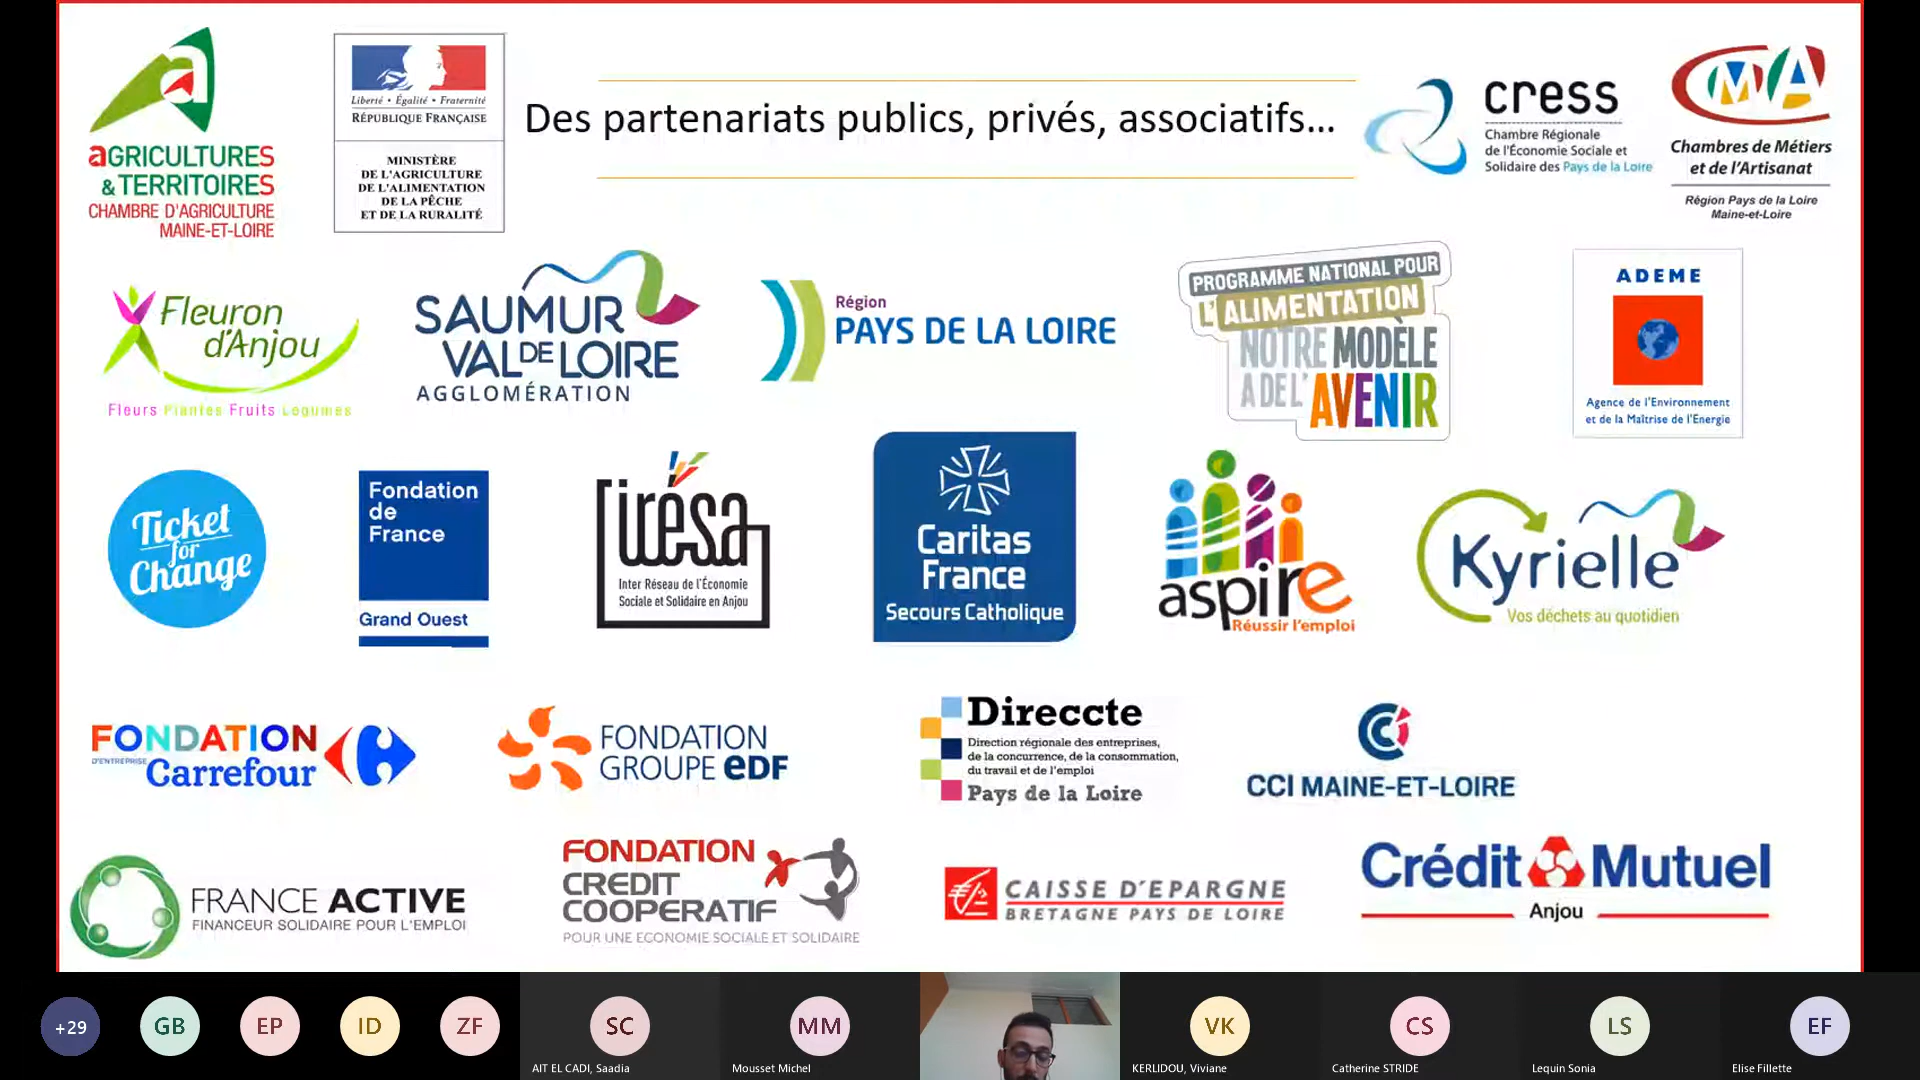 a
AGRICULTURES
& TERRITOIRES
CHAMBRE D'AGRICULTURE
MAINE-ET-LOIRE
Liberté • Égalité • Fraternité
RÉPUBLIQUE FRANÇAISE
MINISTÈRE
DE L'AGRICULTURE
DE L'ALIMENTATION
DE LA PÊCHE
ET DE LA RURALITÉ
Des partenariats publics, privés, associatifs...
cress
Chambre Régionale
de l'Économie Sociale et
Solidaire des Pays de la Loire
CMA
Chambres de Métiers
et de l'Artisanat
Région Pays de la Loire
Maine-et-Loire
Fleuron
d'Anjou
Fleurs Plantes Fruits Légumes
SAUMUR
VAL DE LOIRE
AGGLOMÉRATION
Région
PAYS DE LA LOIRE
PROGRAMME NATIONAL POUR
L'ALIMENTATION
NOTRE MODÈLE
A DE L'AVENIR
ADEME
Agence de l'Environnement
et de la Maîtrise de l'Energie
Ticket
for
Change
Fondation
de
France
Grand Ouest
irésa
Inter Réseau de l'Économie
Sociale et Solidaire en Anjou
Caritas
France
Secours Catholique
aspire
Réussir l'emploi
Kyrielle
Vos déchets au quotidien
FONDATION
D'ENTREPRISE
Carrefour
FONDATION
GROUPE eDF
Direccte
Direction régionale des entreprises,
de la concurrence, de la consommation,
du travail et de l'emploi
Pays de la Loire
CCI MAINE-ET-LOIRE
FRANCE ACTIVE
FINANCEUR SOLIDAIRE POUR L'EMPLOI
FONDATION
CREDIT
COOPERATIF
POUR UNE ECONOMIE SOCIALE ET SOLIDAIRE
CAISSE D'EPARGNE
BRETAGNE PAYS DE LOIRE
Crédit Mutuel
Anjou
+29
GB
EP
ID
ZF
SC
AIT EL CADI, Saadia
MM
Mousset Michel
VK
KERLIDOU, Viviane
CS
Catherine STRIDE
LS
Lequin Sonia
EF
Elise Fillette